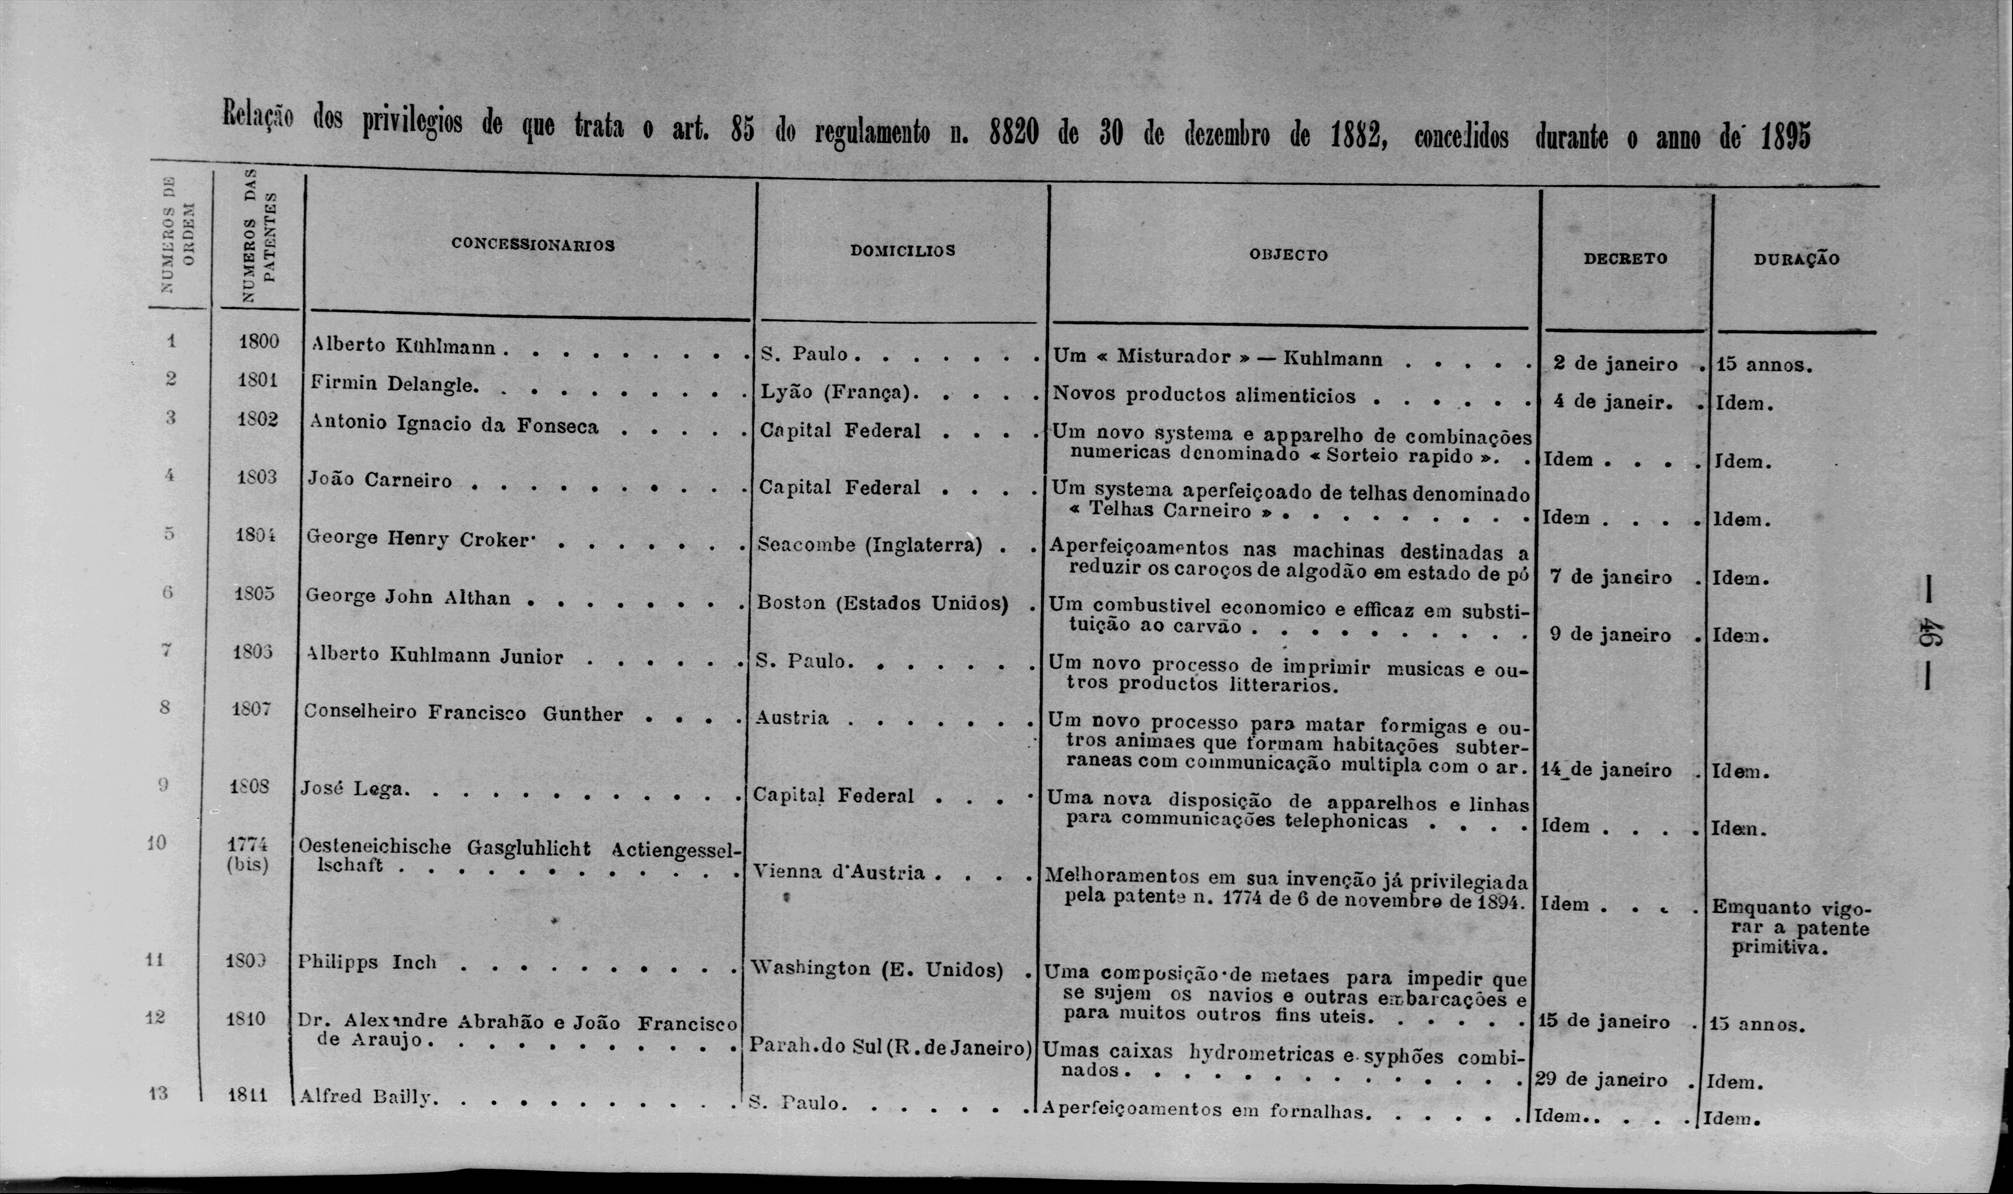 Relação dos privilegios de que trata o art. 85 do regulamento n. 8820 de 30 de dezembro de 1882, concedidos durante o anno de 1895
NUMEROS DE ORDEM
NUMEROS DAS PATENTES
CONCESSIONARIOS
DOMICILIOS
OBJECTO
DECRETO
DURAÇÃO
1 1800 Alberto Kuhlmann . . . . . . . . . S. Paulo . . . . . . . Um « Misturador » — Kuhlmann . . . . . 2 de janeiro . 15 annos.
2 1801 Firmin Delangle. . . . . . . . . . Lyão (França). . . . . Novos productos alimenticios . . . . . . 4 de janeir. . Idem.
3 1802 Antonio Ignacio da Fonseca . . . . . Capital Federal . . . . Um novo systema e apparelho de combinações
numericas denominado « Sorteio rapido ». . Idem . . . . Idem.
4 1803 João Carneiro . . . . . . . . . . Capital Federal . . . . Um systema aperfeiçoado de telhas denominado
« Telhas Carneiro » . . . . . . . . . Idem . . . . Idem.
5 1804 George Henry Croker . . . . . . . Seacombe (Inglaterra) . . Aperfeiçoamentos nas machinas destinadas a
reduzir os caroços de algodão em estado de pó 7 de janeiro . Idem.
6 1805 George John Althan . . . . . . . . Boston (Estados Unidos) . Um combustivel economico e efficaz em substi-
tuição ao carvão . . . . . . . . . . 9 de janeiro . Idem.
7 1806 Alberto Kuhlmann Junior . . . . . . S. Paulo. . . . . . . Um novo processo de imprimir musicas e ou-
tros productos litterarios.
8 1807 Conselheiro Francisco Gunther . . . . Austria . . . . . . . Um novo processo para matar formigas e ou-
tros animaes que formam habitações subter-
raneas com communicação multipla com o ar. 14 de janeiro . Idem.
9 1808 José Lega. . . . . . . . . . . . Capital Federal . . . . Uma nova disposição de apparelhos e linhas
para communicações telephonicas . . . . Idem . . . . Idem.
10 1774 Oesteneichische Gasgluhlicht Actiengessel-
(bis) lschaft . . . . . . . . . . . . Vienna d'Austria . . . . Melhoramentos em sua invenção já privilegiada
pela patente n. 1774 de 6 de novembro de 1894. Idem . . . . Emquanto vigo-
rar a patente
primitiva.
11 1809 Philipps Inch . . . . . . . . . . Washington (E. Unidos) . Uma composição de metaes para impedir que
se sujem os navios e outras embarcações e
para muitos outros fins uteis. . . . . . 15 de janeiro . 15 annos.
12 1810 Dr. Alexandre Abrahão e João Francisco
de Araujo. . . . . . . . . . . Parah. do Sul (R. de Janeiro) Umas caixas hydrometricas e syphões combi-
nados . . . . . . . . . . . . . . 29 de janeiro . Idem.
13 1811 Alfred Bailly. . . . . . . . . . . S. Paulo. . . . . . . Aperfeiçoamentos em fornalhas. . . . . . Idem. . . . . Idem.
— 46 —